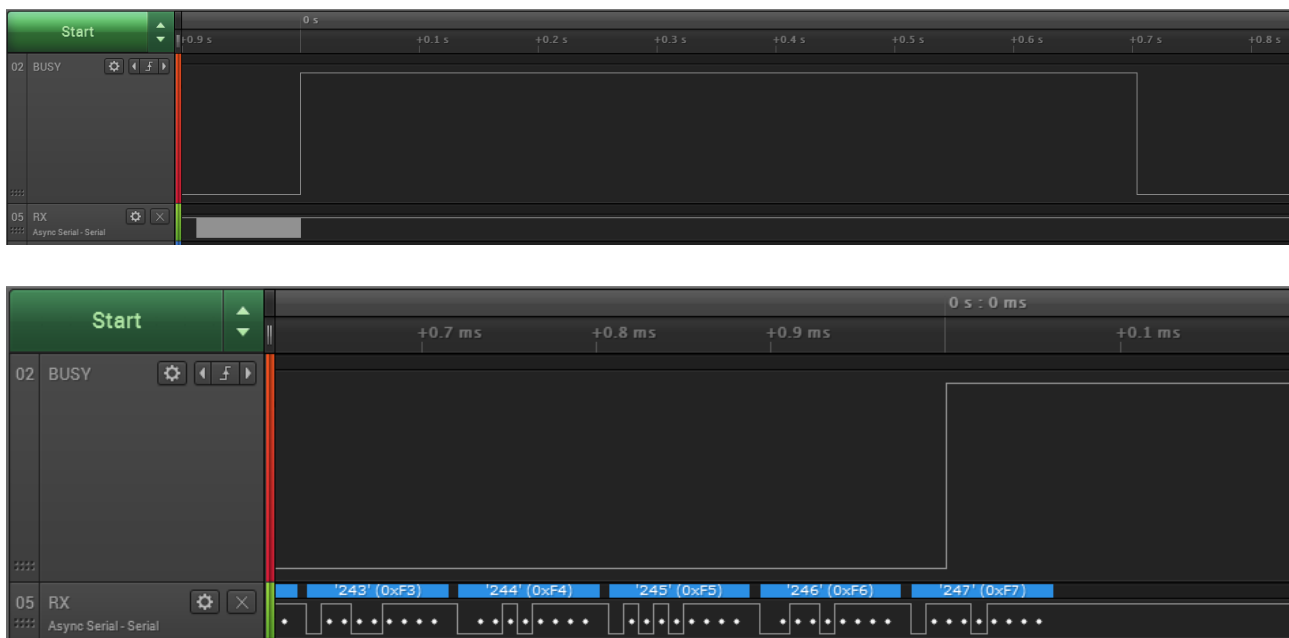 Start
0 s
+0.9 s +0.1 s +0.2 s +0.3 s +0.4 s +0.5 s +0.6 s +0.7 s +0.8 s
02 BUSY
05 RX
Async Serial - Serial
Start
0 s : 0 ms
+0.7 ms +0.8 ms +0.9 ms +0.1 ms
02 BUSY
'243' (0xF3) '244' (0xF4) '245' (0xF5) '246' (0xF6) '247' (0xF7)
05 RX
Async Serial - Serial